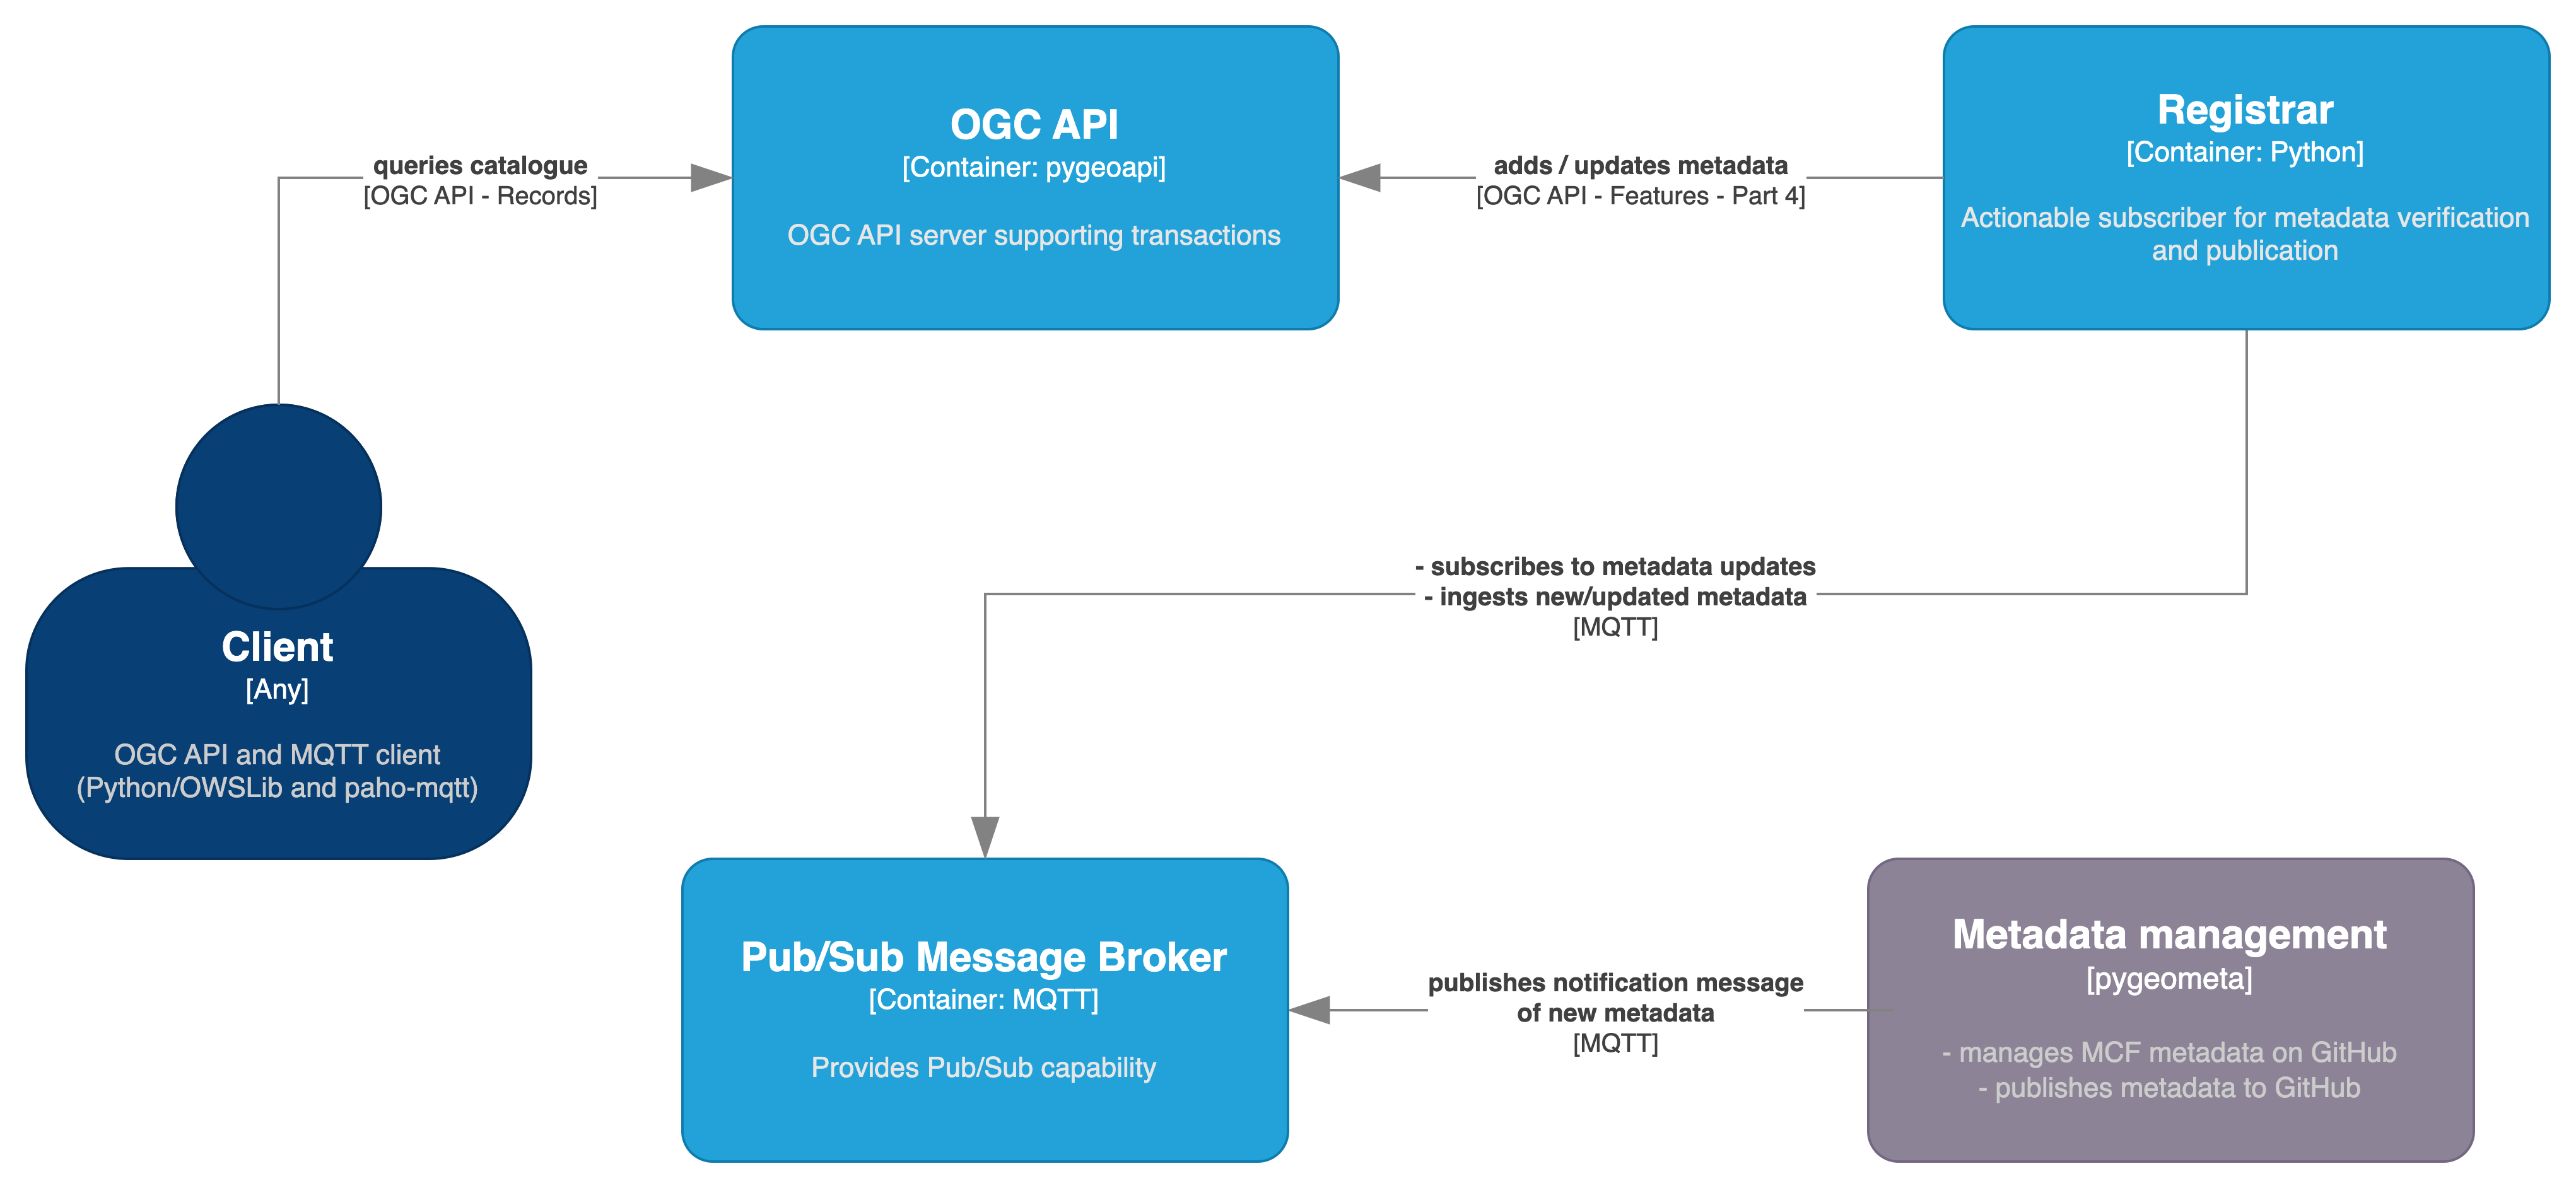 OGC API
[Container: pygeoapi]
OGC API server supporting transactions
Registrar
[Container: Python]
Actionable subscriber for metadata verification
and publication
queries catalogue
[OGC API - Records]
adds / updates metadata
[OGC API - Features - Part 4]
- subscribes to metadata updates
- ingests new/updated metadata
[MQTT]
Client
[Any]
OGC API and MQTT client
(Python/OWSLib and paho-mqtt)
Pub/Sub Message Broker
[Container: MQTT]
Provides Pub/Sub capability
publishes notification message
of new metadata
[MQTT]
Metadata management
[pygeometa]
- manages MCF metadata on GitHub
- publishes metadata to GitHub